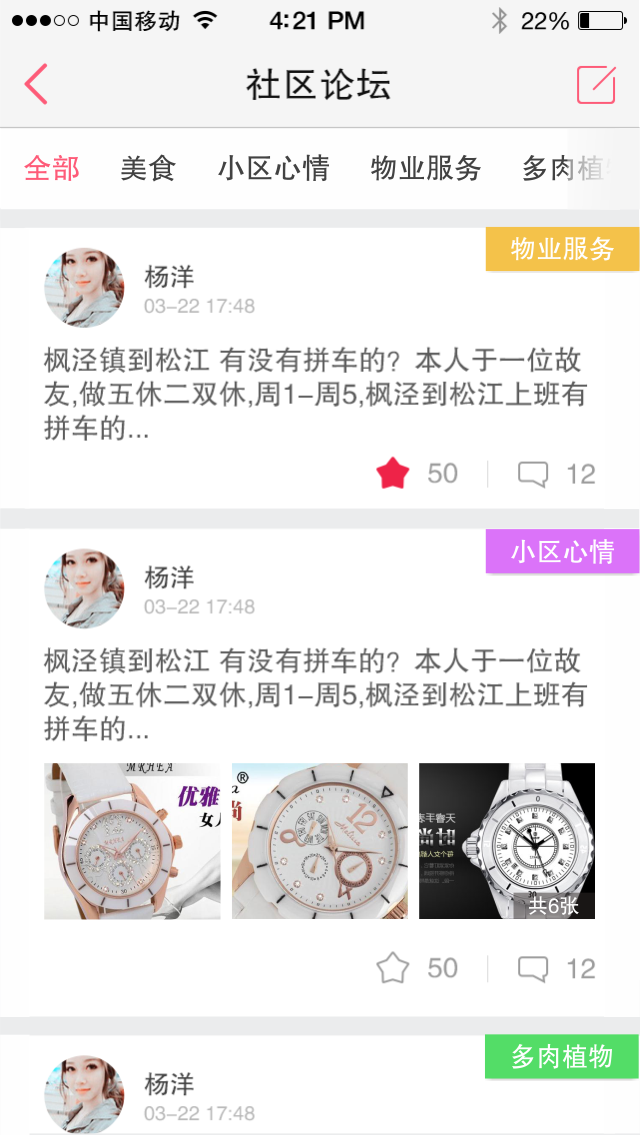 中国移动 4:21 PM 22%
社区论坛
全部 美食 小区心情 物业服务 多肉植
物业服务
杨洋
03-22 17:48
枫泾镇到松江 有没有拼车的？本人于一位故
友,做五休二双休,周1-周5,枫泾到松江上班有
拼车的...
50 12
小区心情
杨洋
03-22 17:48
枫泾镇到松江 有没有拼车的？本人于一位故
友,做五休二双休,周1-周5,枫泾到松江上班有
拼车的...
优雅
女
®
尚
共6张
50 12
多肉植物
杨洋
03-22 17:48